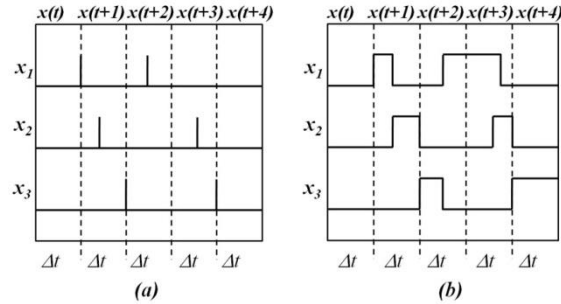 x(t) x(t+1) x(t+2) x(t+3) x(t+4) x(t) x(t+1) x(t+2) x(t+3) x(t+4)
x1 x1
x2 x2
x3 x3
Δt Δt Δt Δt Δt Δt Δt Δt Δt Δt
(a) (b)